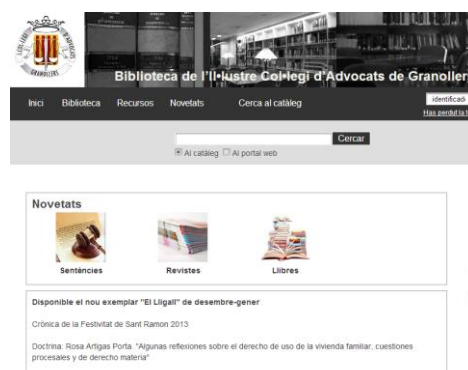 GRANOLLERS
Biblioteca de l'Il•lustre Col•legi d'Advocats de Granoller
Inici Biblioteca Recursos Novetats Cerca al catàleg
identificad
Has perdut la
Cercar
Al catàleg Al portal web
Novetats
Sentències Revistes Llibres
Disponible el nou exemplar "El Lligall" de desembre-gener
Crònica de la Festivitat de Sant Ramon 2013
Doctrina: Rosa Artigas Porta. "Algunas reflexiones sobre el derecho de uso de la vivienda familar, cuestiones
procesales y de derecho materia"